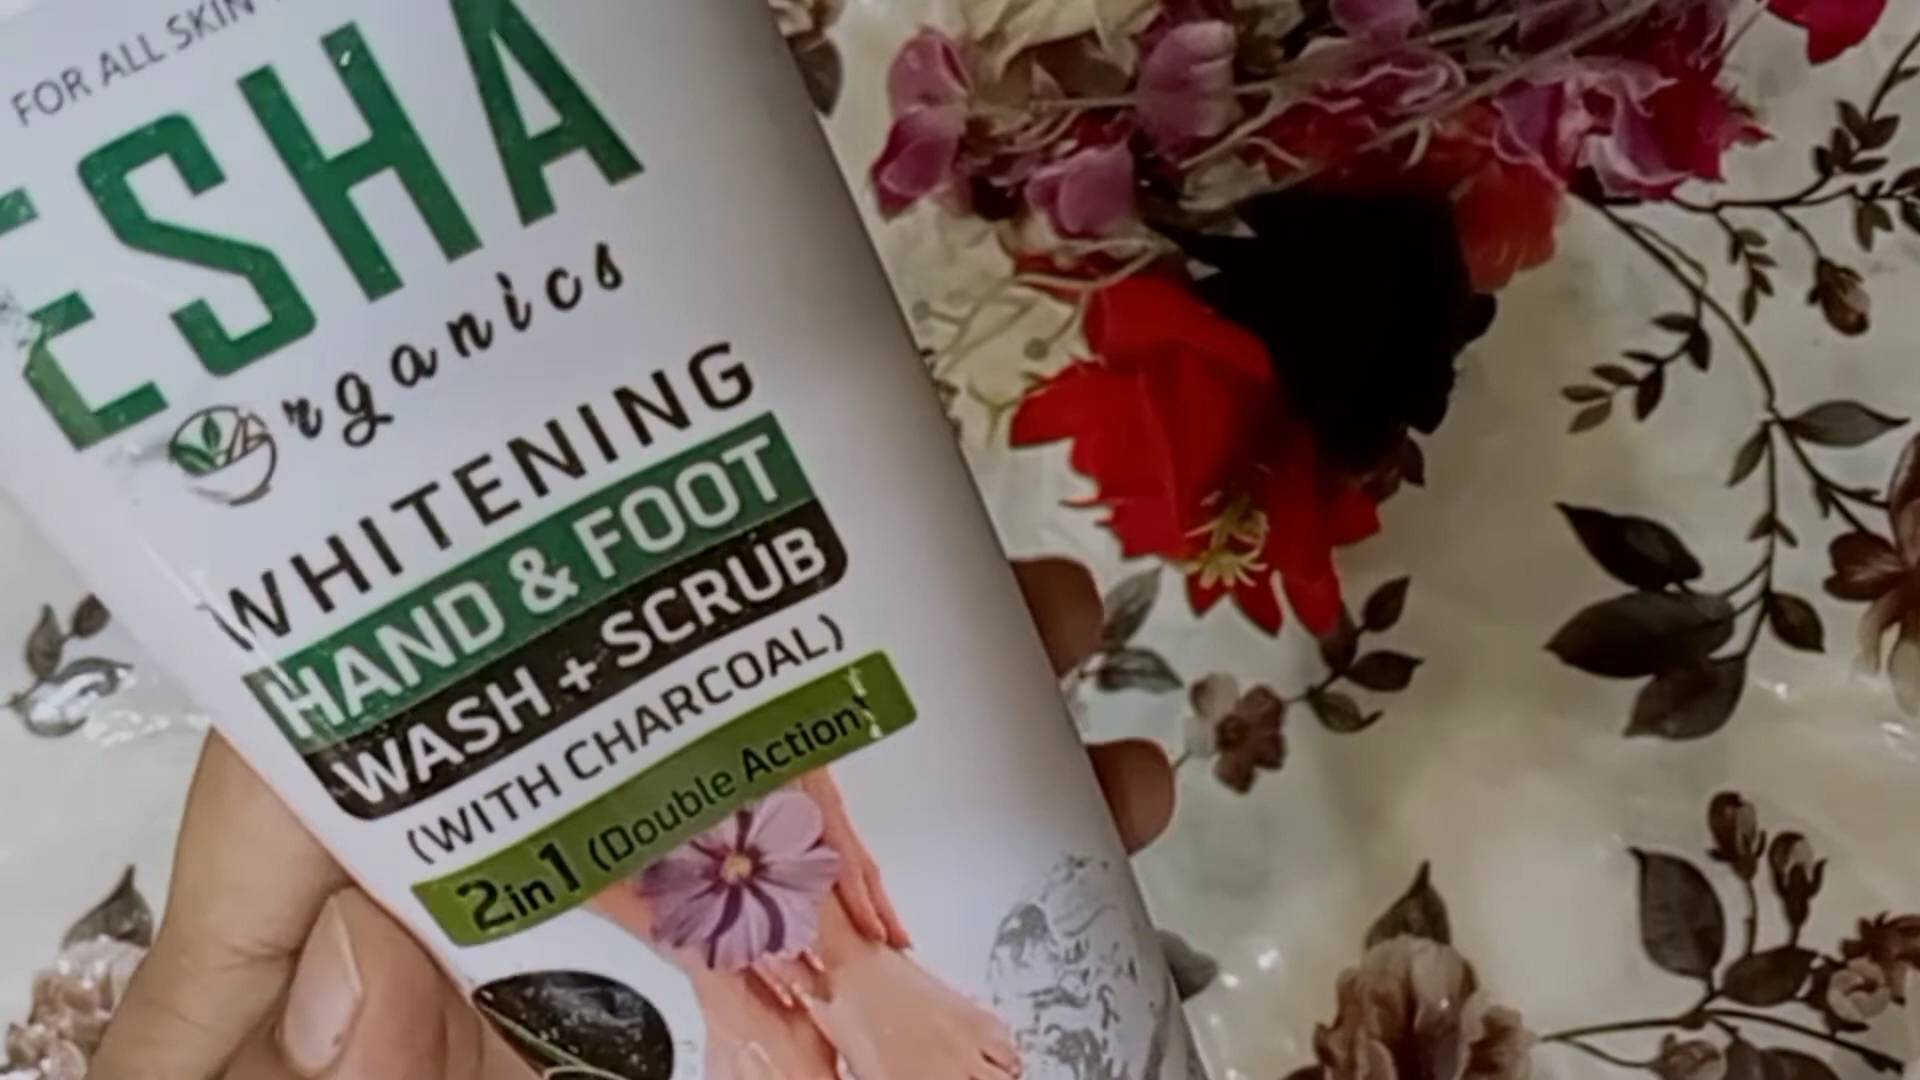 FOR ALL SKIN
ESHA
Organics
WHITENING
HAND & FOOT
WASH + SCRUB
(WITH CHARCOAL)
2in1 (Double Action)